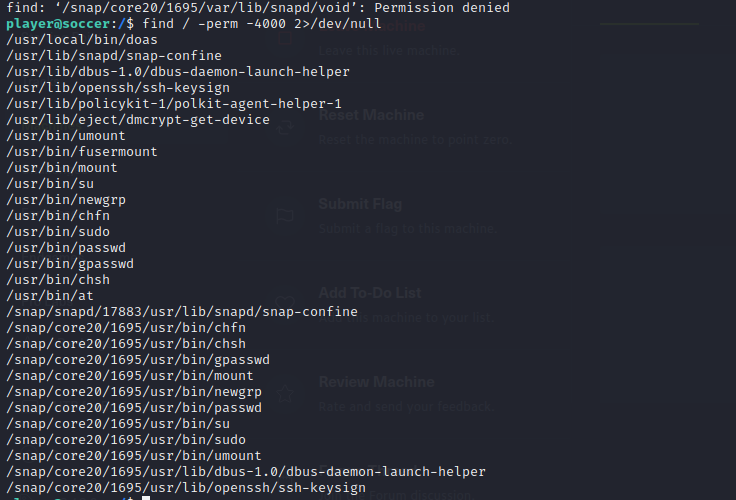 find: ‘/snap/core20/1695/var/lib/snapd/void’: Permission denied
player@soccer:/$ find / -perm -4000 2>/dev/null
/usr/local/bin/doas
/usr/lib/snapd/snap-confine
Leave this live machine
/usr/lib/dbus-1.0/dbus-daemon-launch-helper
/usr/lib/openssh/ssh-keysign
/usr/lib/policykit-1/polkit-agent-helper-1
/usr/lib/eject/dmcrypt-get-device
Reset Machine
/usr/bin/umount
Reset the machine to point zero.
/usr/bin/fusermount
/usr/bin/mount
/usr/bin/su
/usr/bin/newgrp
Submit Flag
/usr/bin/chfn
/usr/bin/sudo
Submit a flag to this machine.
/usr/bin/passwd
/usr/bin/gpasswd
/usr/bin/chsh
/usr/bin/at
Add To-Do List
/snap/snapd/17883/usr/lib/snapd/snap-confine
machine to your list.
/snap/core20/1695/usr/bin/chfn
/snap/core20/1695/usr/bin/chsh
/snap/core20/1695/usr/bin/gpasswd
/snap/core20/1695/usr/bin/mount
Review Machine
/snap/core20/1695/usr/bin/newgrp
/snap/core20/1695/usr/bin/passwd
Rate and send your feedback.
/snap/core20/1695/usr/bin/su
/snap/core20/1695/usr/bin/sudo
/snap/core20/1695/usr/bin/umount
/snap/core20/1695/usr/lib/dbus-1.0/dbus-daemon-launch-helper
/snap/core20/1695/usr/lib/openssh/ssh-keysign